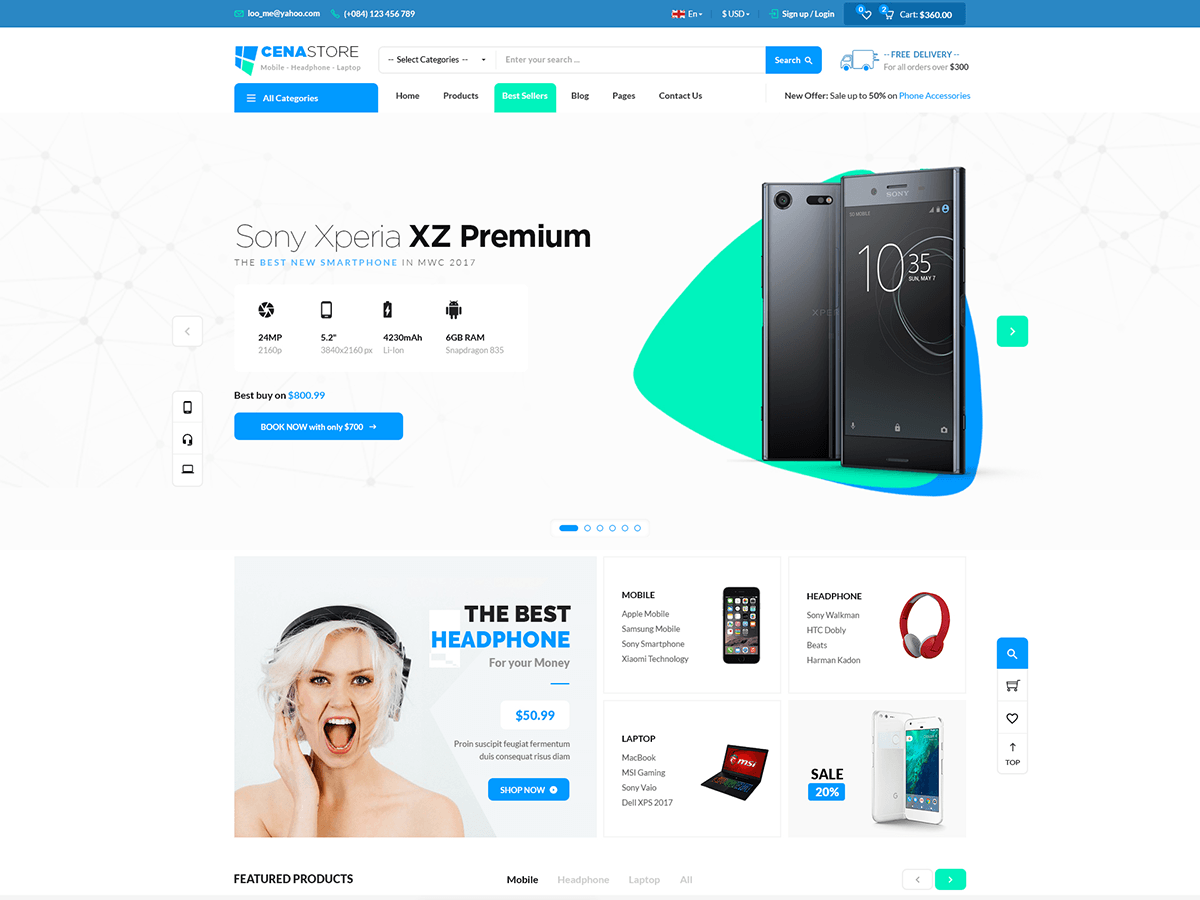 loo_me@yahoo.com (+084) 123 456 789 En $ USD Sign up / Login 0 2 Cart: $360.00
CENASTORE
Mobile - Headphone - Laptop
-- Select Categories --
Enter your search ...
Search
-- FREE DELIVERY --
For all orders over $300
All Categories Home Products Best Sellers Blog Pages Contact Us New Offer: Sale up to 50% on Phone Accessories
Sony Xperia XZ Premium
THE BEST NEW SMARTPHONE IN MWC 2017
24MP 5.2" 4230mAh 6GB RAM
2160p 3840x2160 px Li-Ion Snapdragon 835
Best buy on $800.99
BOOK NOW with only $700
SONY
10 35
SUN, MAY 7
XPER
THE BEST
HEADPHONE
For your Money
$50.99
Proin suscipit feugiat fermentum
duis consequat risus diam
SHOP NOW
MOBILE
Apple Mobile
Samsung Mobile
Sony Smartphone
Xiaomi Technology
HEADPHONE
Sony Walkman
HTC Dobly
Beats
Harman Kadon
LAPTOP
MacBook
MSI Gaming
Sony Vaio
Dell XPS 2017
msi
SALE
20%
TOP
FEATURED PRODUCTS Mobile Headphone Laptop All